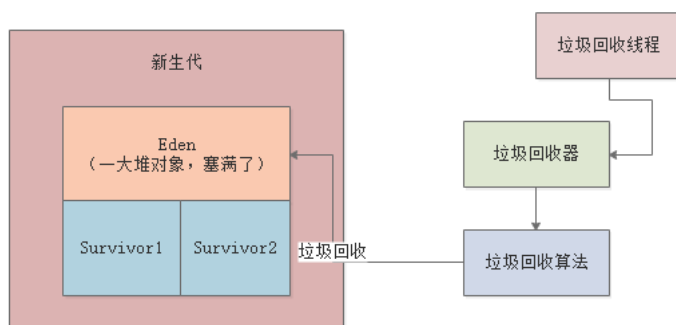 新生代
Eden
（一大堆对象，塞满了）
Survivor1
Survivor2
垃圾回收
垃圾回收线程
垃圾回收器
垃圾回收算法